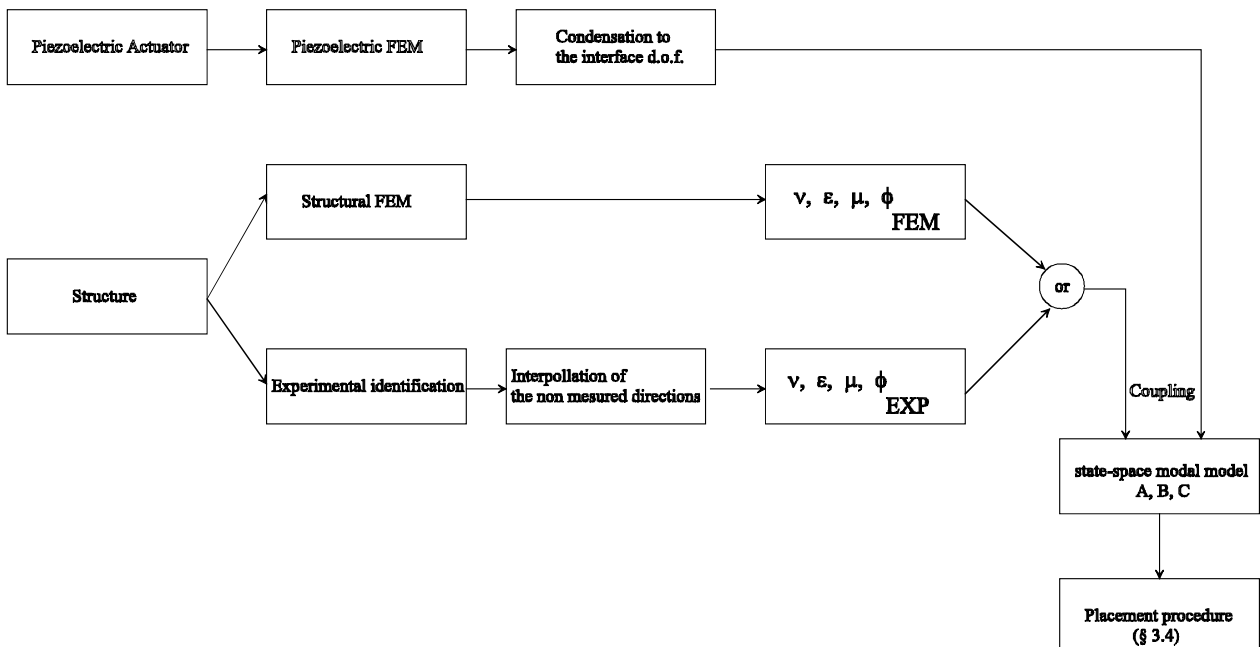 Piezoelectric Actuator
Piezoelectric FEM
Condensation to
the interface d.o.f.
Structural FEM
ν, ε, μ, ϕ
FEM
Structure
or
Experimental identification
Interpollation of
the non mesured directions
ν, ε, μ, ϕ
EXP
Coupling
state-space modal model
A, B, C
Placement procedure
(§ 3.4)